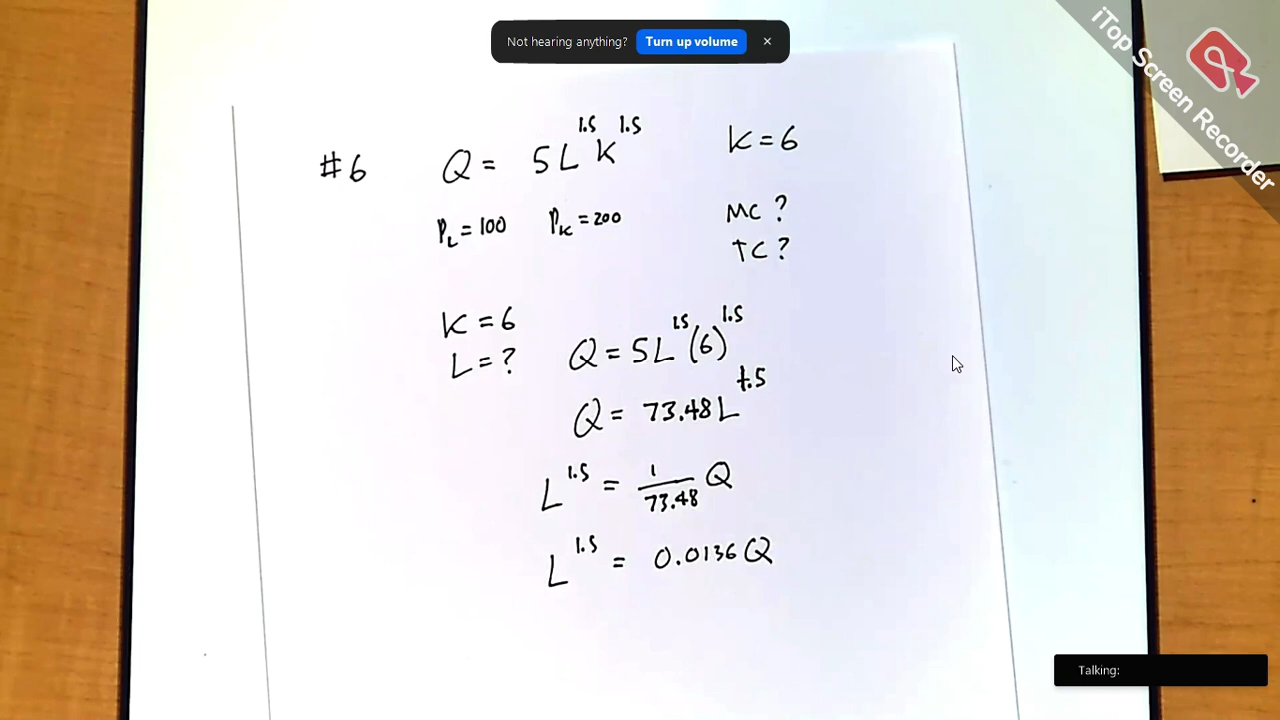 Not hearing anything? Turn up volume ×
iTop Screen Recorder
#6 Q = 5L^1.5 K^1.5 K = 6
P_L = 100 P_K = 200 MC ?
TC ?
K = 6
L = ? Q = 5L^1.5 (6)^1.5
Q = 73.48L^1.5
L^1.5 = 1/73.48 Q
L^1.5 = 0.0136Q
Talking: